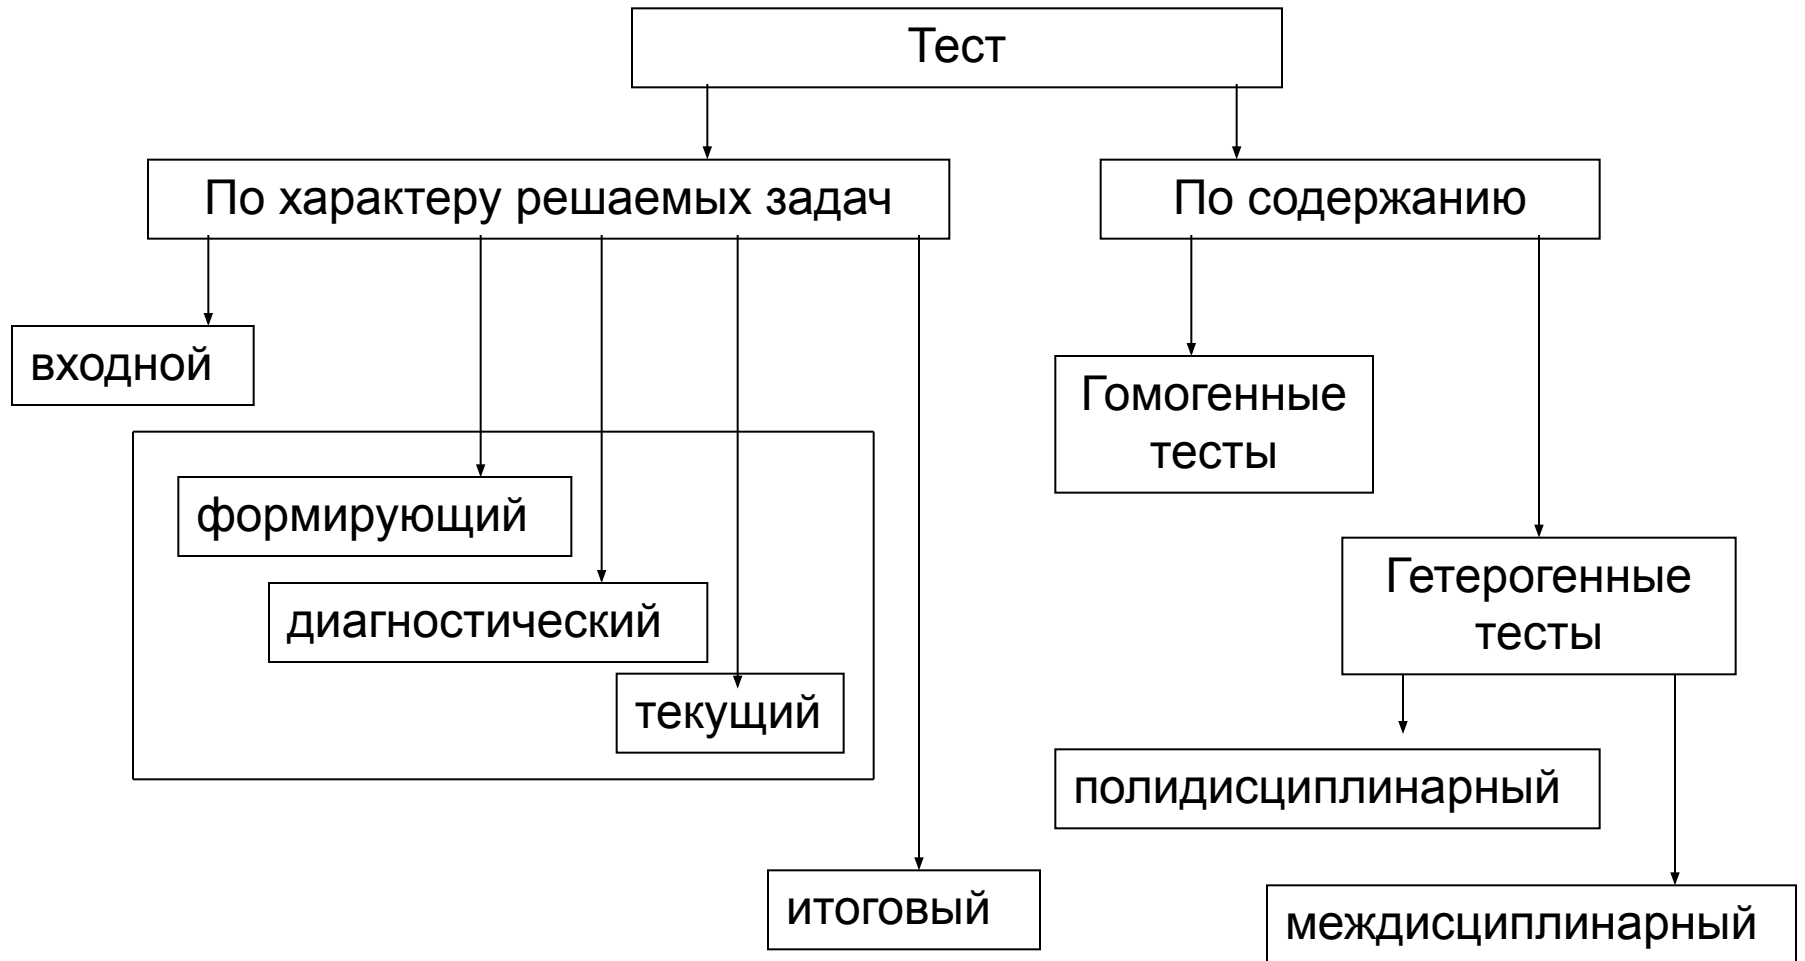 Тест
По характеру решаемых задач
По содержанию
входной
Гомогенные
тесты
формирующий
диагностический
текущий
Гетерогенные
тесты
полидисциплинарный
итоговый
междисциплинарный